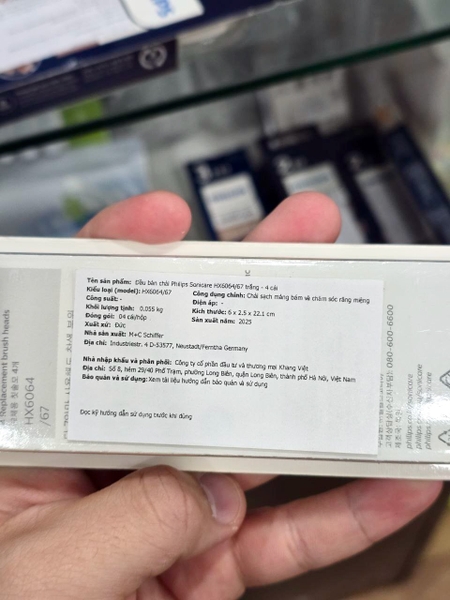 Tên sản phẩm: Đầu bàn chải Philips Sonicare HX6064/67 trắng - 4 cái
Kiểu loại (model): HX6064/67
Công dụng chính: Chải sạch mảng bám và chăm sóc răng miệng
Công suất: -
Điện áp: -
Khối lượng tịnh: 0.055 kg
Kích thước: 6 x 2.5 x 22.1 cm
Đóng gói: 04 cái/hộp
Sản xuất năm: 2025
Xuất xứ: Đức
Nhà sản xuất: M+C Schiffer
Địa chỉ: Industriestr. 4 D-53577, Neustadt/Fernthal Germany
Nhà nhập khẩu và phân phối: Công ty cổ phần đầu tư và thương mại Khang Việt
Địa chỉ: Số 8, hẻm 29/40 Phố Trạm, phường Long Biên, quận Long Biên, thành phố Hà Nội, Việt Nam
Bảo quản và sử dụng: Xem tài liệu hướng dẫn bảo quản và sử dụng
Đọc kỹ hướng dẫn sử dụng trước khi dùng
Replacement brush heads
HX6064
/67
080-600-6600
philips.com/sonicare